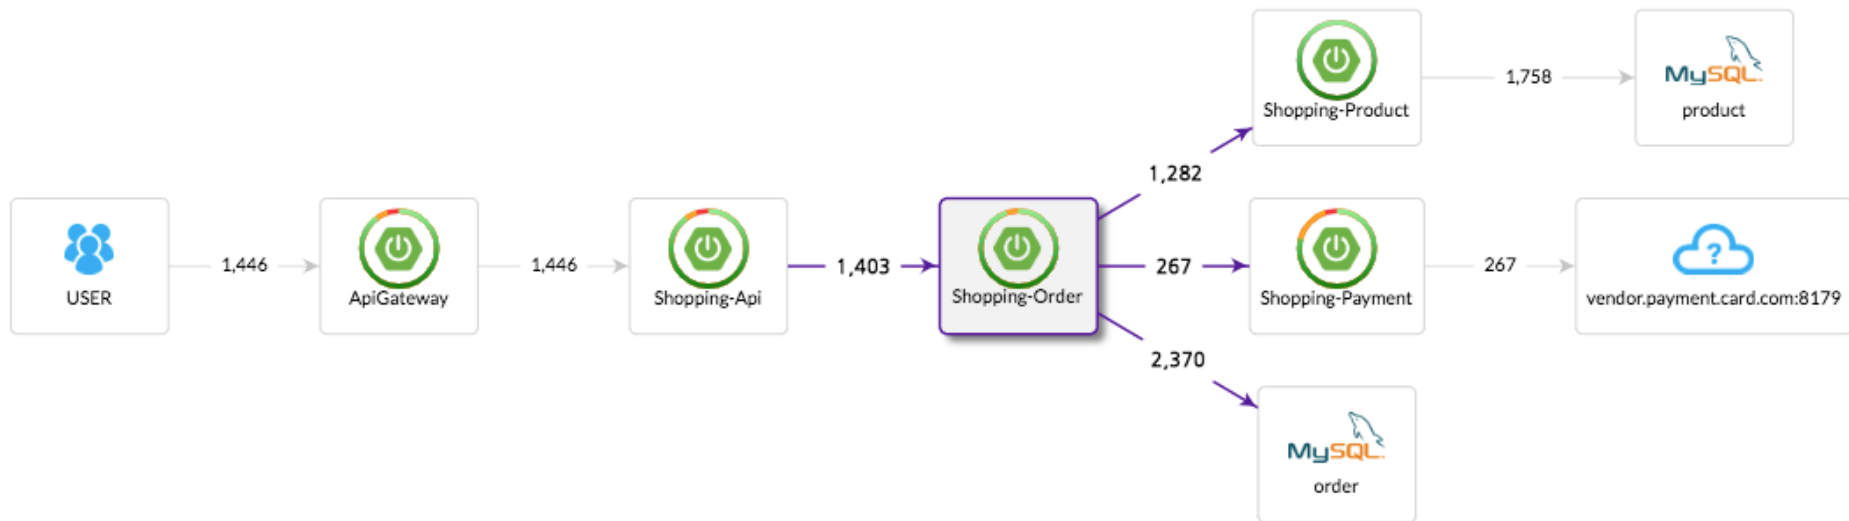 USER
1,446
ApiGateway
1,446
Shopping-Api
1,403
Shopping-Order
1,282
Shopping-Product
1,758
MySQL
product
267
Shopping-Payment
267
?
vendor.payment.card.com:8179
2,370
MySQL
order